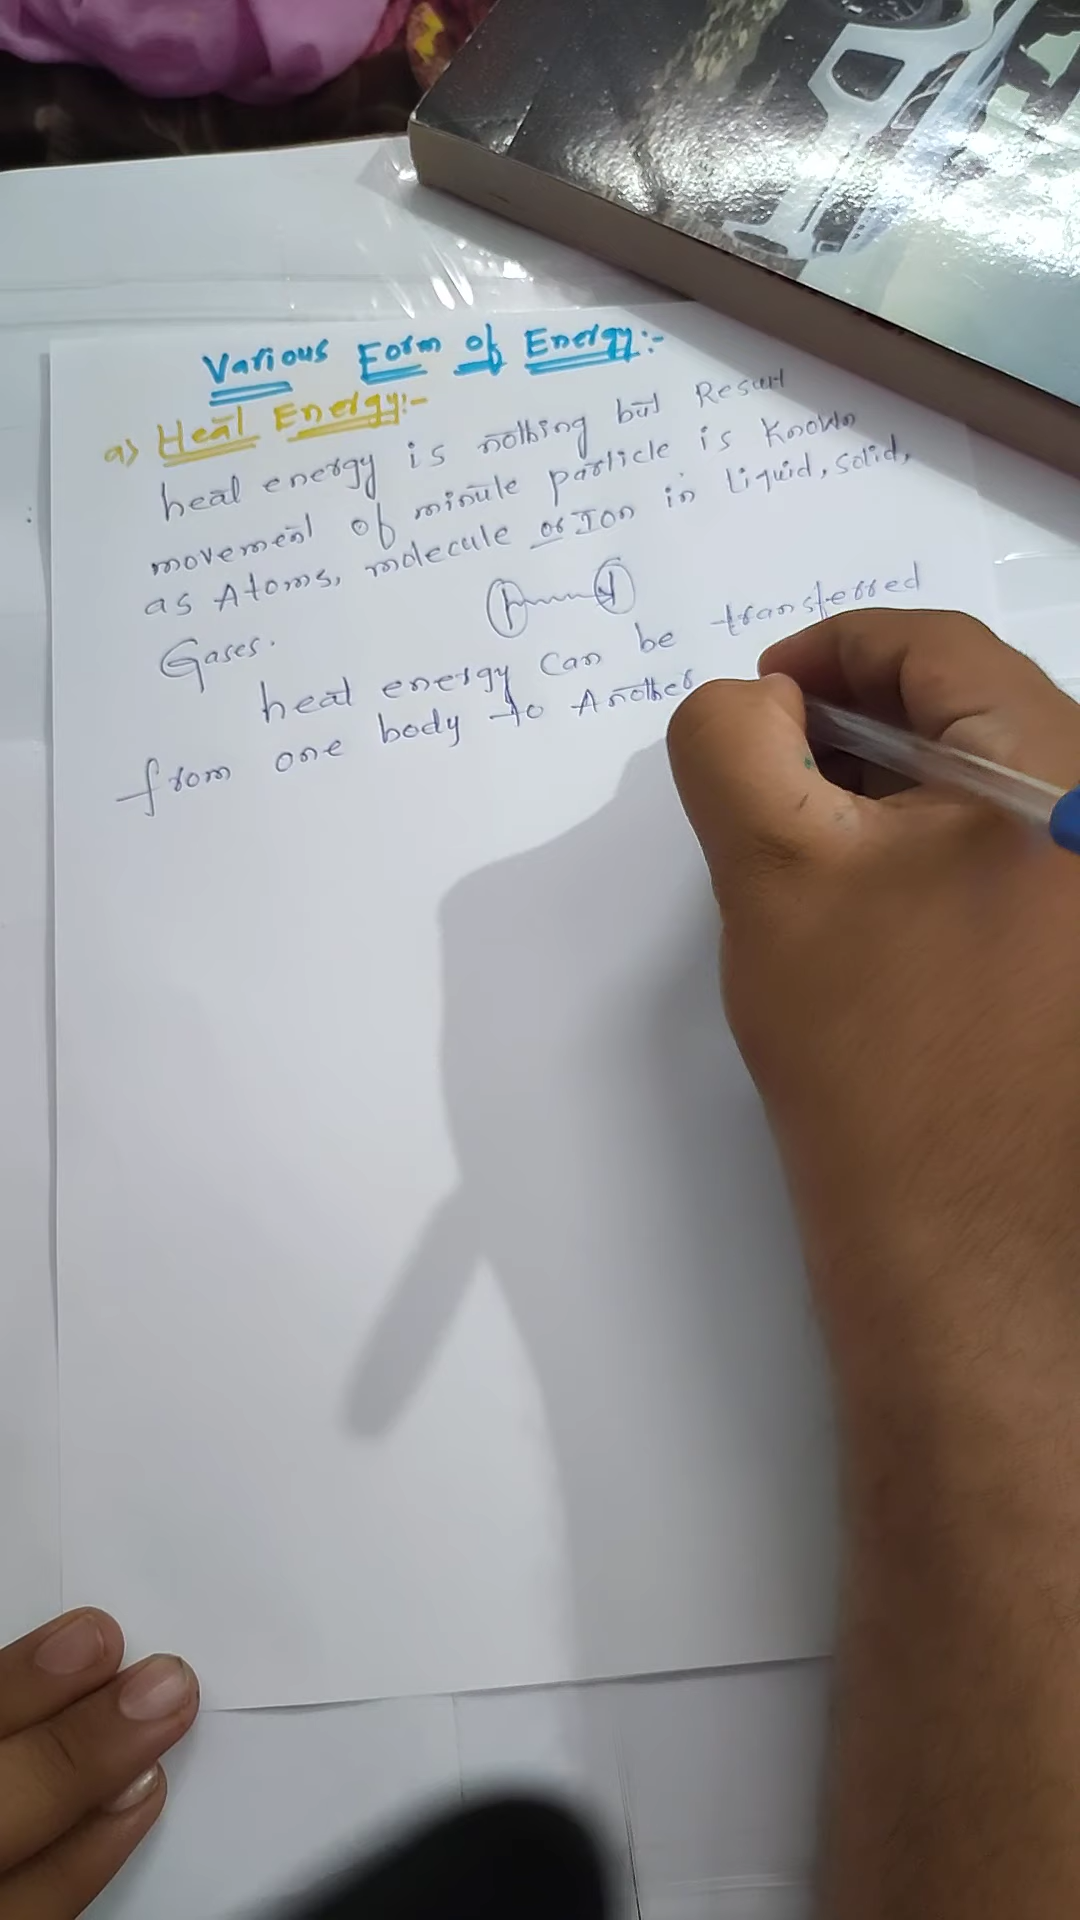 Various Form of Energy:-
a) Heat Energy:-
heat energy is nothing but Result
movement of minute particle is known
as Atoms, molecule or Ion in liquid, solid,
Gases.
heat energy can be transferred
from one body to Another